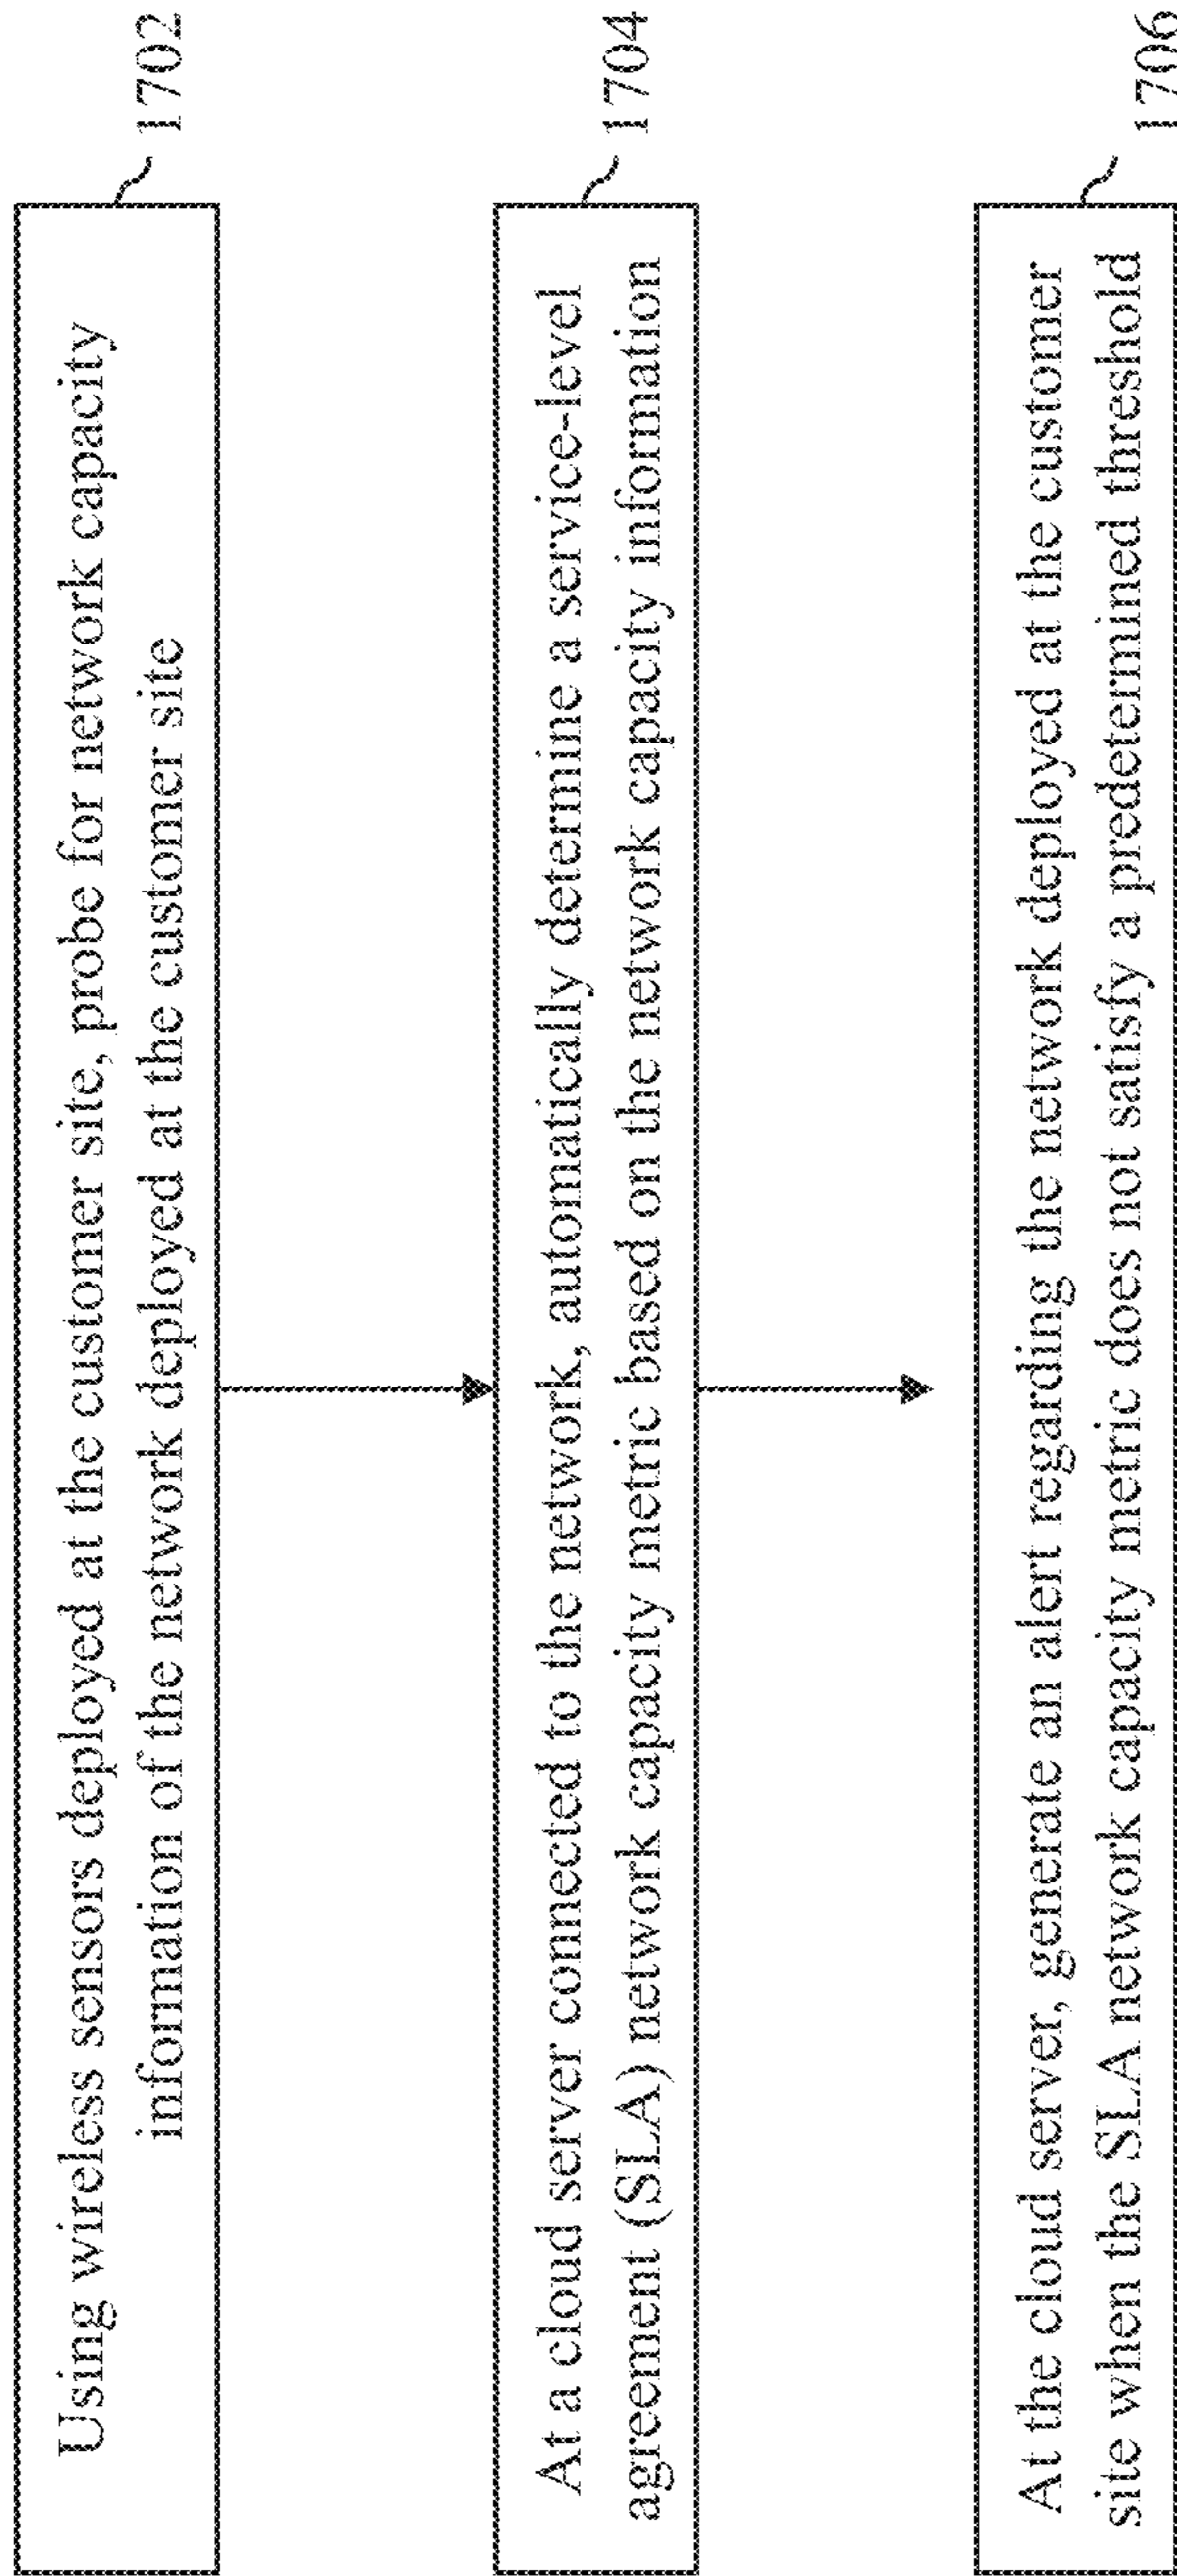 Using wireless sensors deployed at the customer site, probe for network capacity
information of the network deployed at the customer site
1702
At a cloud server connected to the network, automatically determine a service-level
agreement (SLA) network capacity metric based on the network capacity information
1704
At the cloud server, generate an alert regarding the network deployed at the customer
site when the SLA network capacity metric does not satisfy a predetermined threshold
1706